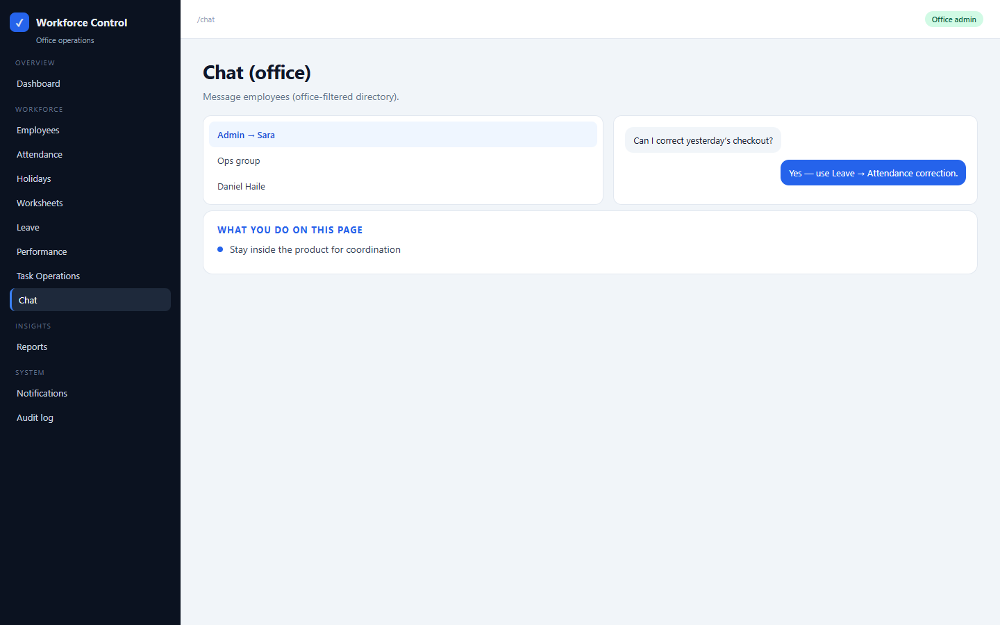 ✓ Workforce Control
Office operations
OVERVIEW
Dashboard
WORKFORCE
Employees
Attendance
Holidays
Worksheets
Leave
Performance
Task Operations
Chat
INSIGHTS
Reports
SYSTEM
Notifications
Audit log
/chat
Office admin
Chat (office)
Message employees (office-filtered directory).
Admin → Sara
Ops group
Daniel Haile
Can I correct yesterday's checkout?
Yes — use Leave → Attendance correction.
WHAT YOU DO ON THIS PAGE
Stay inside the product for coordination